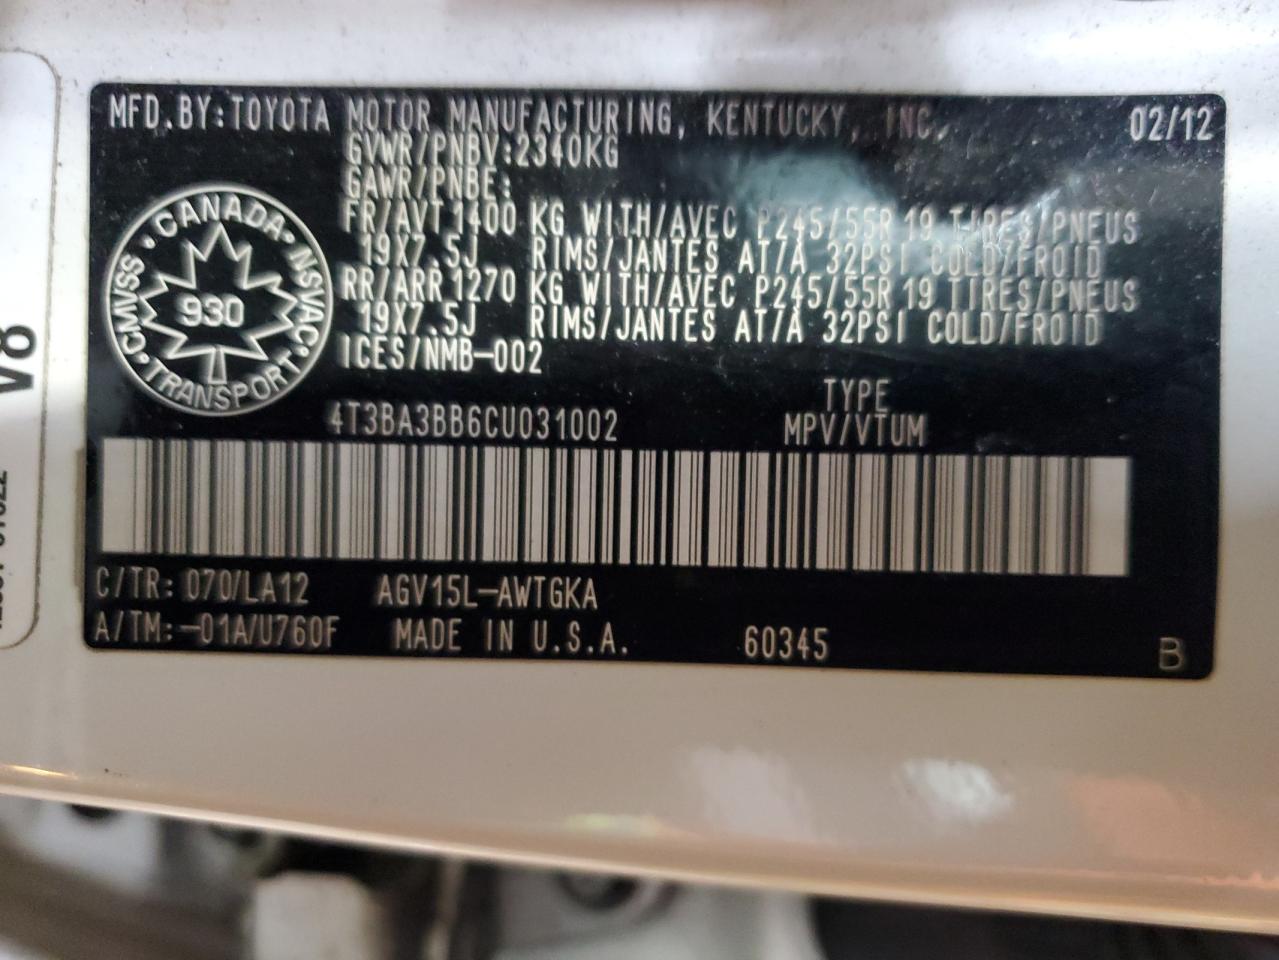 MFD.BY:TOYOTA MOTOR MANUFACTURING, KENTUCKY, INC. 02/12
GVWR/PNBV:2340KG
GAWR/PNBE:
FR/AVT 1400 KG WITH/AVEC P245/55R 19 TIRES/PNEUS
19X7.5J RIMS/JANTES AT/A 32PSI COLD/FROID
RR/ARR 1270 KG WITH/AVEC P245/55R 19 TIRES/PNEUS
19X7.5J RIMS/JANTES AT/A 32PSI COLD/FROID
ICES/NMB-002
CANADA · NSVAC · TRANSPORT · CMVSS ·
930
4T3BA3BB6CU031002
TYPE
MPV/VTUM
C/TR: 070/LA12 AGV15L-AWTGKA
A/TM:-01A/U760F MADE IN U.S.A. 60345 B
V8